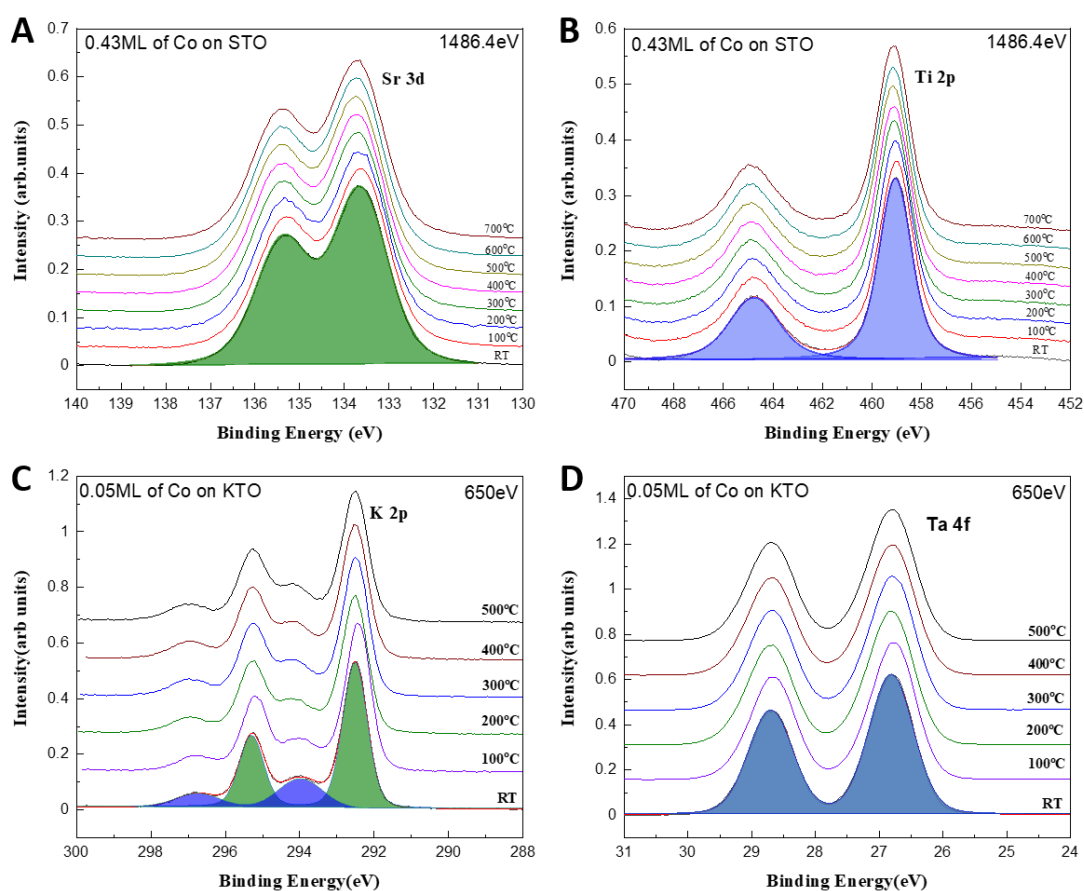 A
0.43ML of Co on STO
1486.4eV
Sr 3d
700°C
600°C
500°C
400°C
300°C
200°C
100°C
RT
0.7
0.6
0.5
0.4
0.3
0.2
0.1
0
140 139 138 137 136 135 134 133 132 131 130
Intensity (arb.units)
Binding Energy (eV)
B
0.43ML of Co on STO
1486.4eV
Ti 2p
700°C
600°C
500°C
400°C
300°C
200°C
100°C
RT
0.6
0.5
0.4
0.3
0.2
0.1
0
470 468 466 464 462 460 458 456 454 452
Intensity (arb.units)
Binding Energy (eV)
C
0.05ML of Co on KTO
650eV
K 2p
500°C
400°C
300°C
200°C
100°C
RT
1.2
1
0.8
0.6
0.4
0.2
0
300 298 296 294 292 290 288
Intensity(arb units)
Binding Energy(eV)
D
0.05ML of Co on KTO
650eV
Ta 4f
500°C
400°C
300°C
200°C
100°C
RT
1.4
1.2
1
0.8
0.6
0.4
0.2
0
31 30 29 28 27 26 25 24
Intensity(arb units)
Binding Energy(eV)